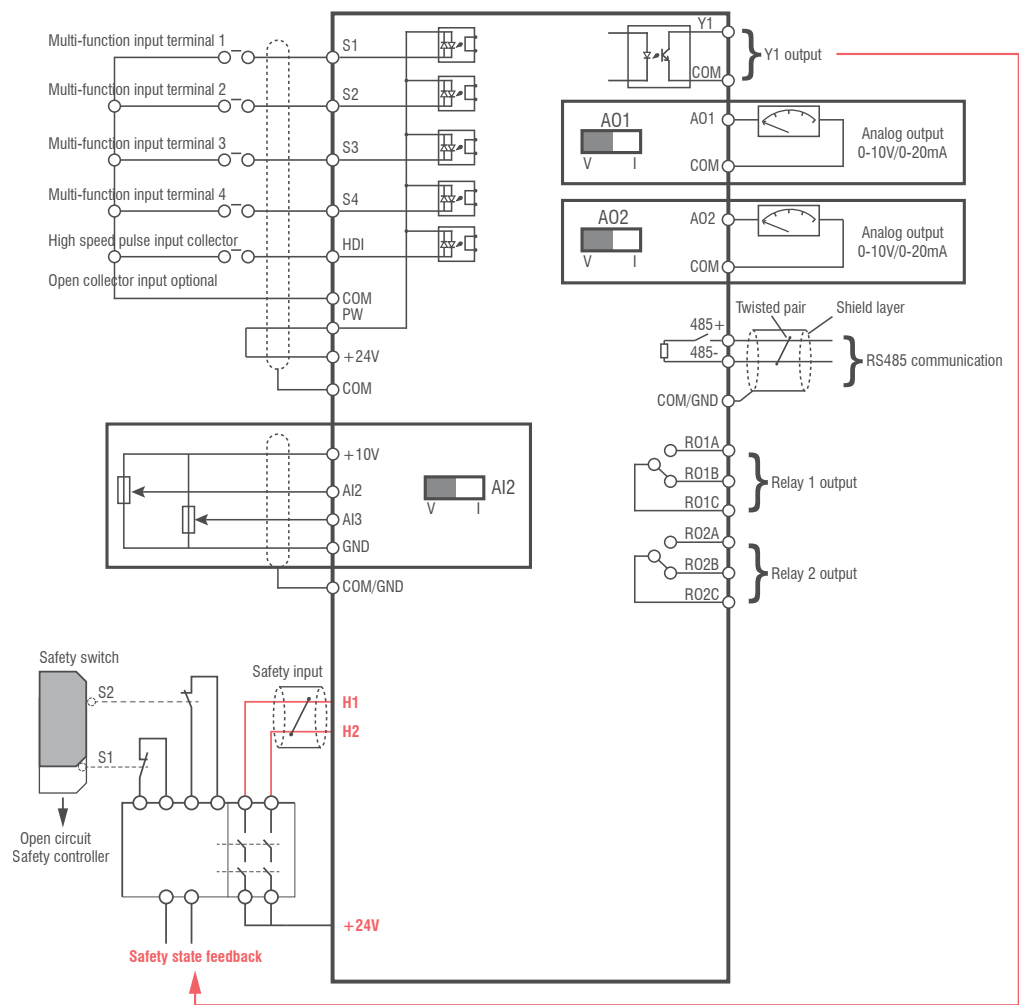 Multi-function input terminal 1
S1
Multi-function input terminal 2
S2
Multi-function input terminal 3
S3
Multi-function input terminal 4
S4
High speed pulse input collector
HDI
Open collector input optional
COM
PW
+24V
COM
+10V
AI2
AI3
GND
COM/GND
AI2
V I
Y1
COM
Y1 output
AO1
V I
AO1
COM
Analog output
0-10V/0-20mA
AO2
V I
AO2
COM
Analog output
0-10V/0-20mA
Twisted pair
Shield layer
485+
485-
COM/GND
RS485 communication
RO1A
RO1B
RO1C
Relay 1 output
RO2A
RO2B
RO2C
Relay 2 output
Safety switch
S2
S1
Open circuit
Safety controller
Safety input
H1
H2
+24V
Safety state feedback